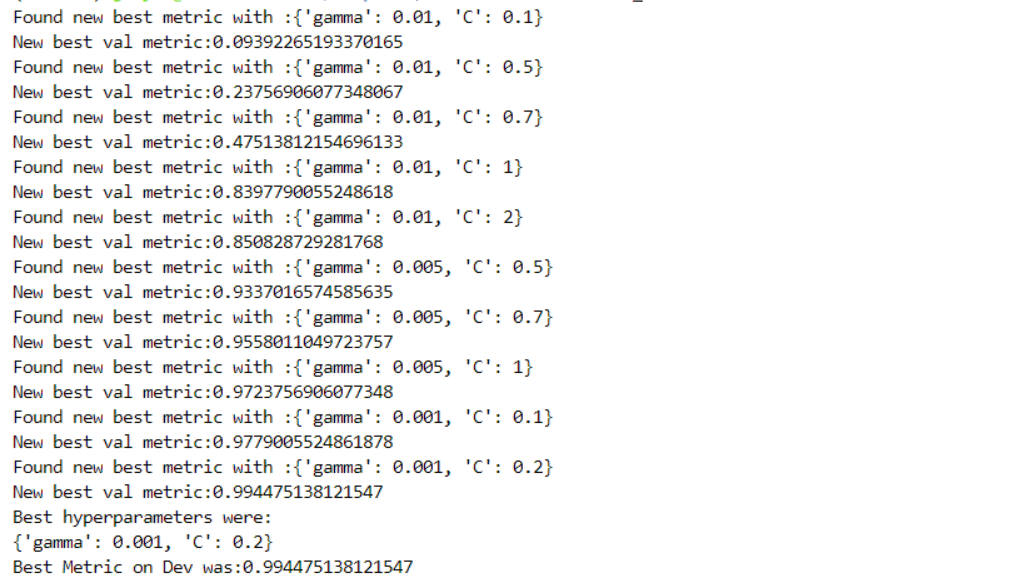 Found new best metric with :{'gamma': 0.01, 'C': 0.1}
New best val metric:0.09392265193370165
Found new best metric with :{'gamma': 0.01, 'C': 0.5}
New best val metric:0.23756906077348067
Found new best metric with :{'gamma': 0.01, 'C': 0.7}
New best val metric:0.47513812154696133
Found new best metric with :{'gamma': 0.01, 'C': 1}
New best val metric:0.8397790055248618
Found new best metric with :{'gamma': 0.01, 'C': 2}
New best val metric:0.850828729281768
Found new best metric with :{'gamma': 0.005, 'C': 0.5}
New best val metric:0.9337016574585635
Found new best metric with :{'gamma': 0.005, 'C': 0.7}
New best val metric:0.9558011049723757
Found new best metric with :{'gamma': 0.005, 'C': 1}
New best val metric:0.9723756906077348
Found new best metric with :{'gamma': 0.001, 'C': 0.1}
New best val metric:0.9779005524861878
Found new best metric with :{'gamma': 0.001, 'C': 0.2}
New best val metric:0.994475138121547
Best hyperparameters were:
{'gamma': 0.001, 'C': 0.2}
Best Metric on Dev was:0.994475138121547